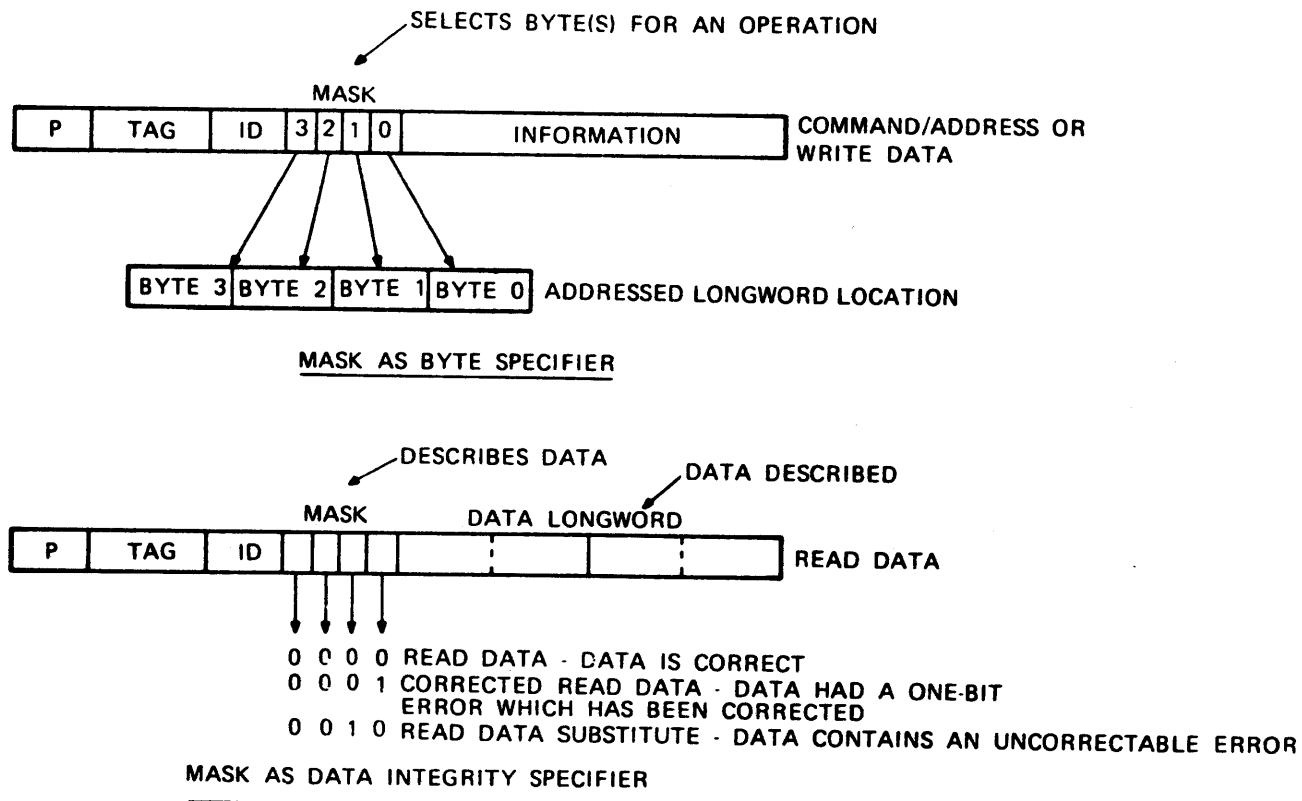 SELECTS BYTE(S) FOR AN OPERATION
MASK
P TAG ID 3 2 1 0 INFORMATION
COMMAND/ADDRESS OR
WRITE DATA
BYTE 3 BYTE 2 BYTE 1 BYTE 0 ADDRESSED LONGWORD LOCATION
MASK AS BYTE SPECIFIER
DESCRIBES DATA
DATA DESCRIBED
MASK DATA LONGWORD
P TAG ID READ DATA
0 0 0 0 READ DATA - DATA IS CORRECT
0 0 0 1 CORRECTED READ DATA - DATA HAD A ONE-BIT
ERROR WHICH HAS BEEN CORRECTED
0 0 1 0 READ DATA SUBSTITUTE - DATA CONTAINS AN UNCORRECTABLE ERROR
MASK AS DATA INTEGRITY SPECIFIER